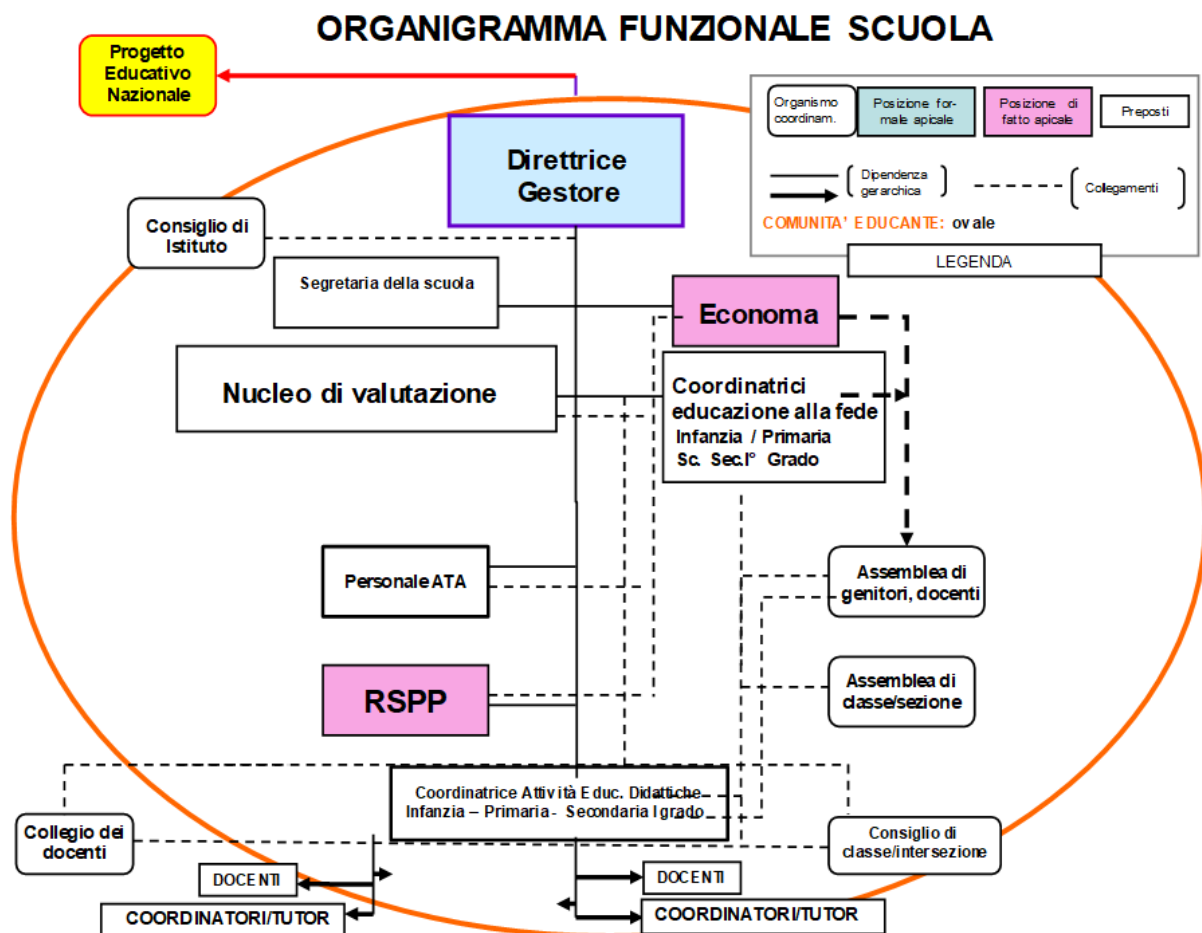 ORGANIGRAMMA FUNZIONALE SCUOLA
Progetto
Educativo
Nazionale
Organismo
coordinam.
Posizione for-
male apicale
Posizione di
fatto apicale
Preposti
Dipendenza
gerarchica
Collegamenti
COMUNITA' EDUCANTE: ovale
LEGENDA
Direttrice
Gestore
Consiglio di
Istituto
Segretaria della scuola
Economa
Nucleo di valutazione
Coordinatrici
educazione alla fede
Infanzia / Primaria
Sc. Sec.I° Grado
Personale ATA
Assemblea di
genitori, docenti
RSPP
Assemblea di
classe/sezione
Coordinatrice Attività Educ. Didattiche
Infanzia – Primaria - Secondaria I grado
Collegio dei
docenti
Consiglio di
classe/intersezione
DOCENTI
DOCENTI
COORDINATORI/TUTOR
COORDINATORI/TUTOR